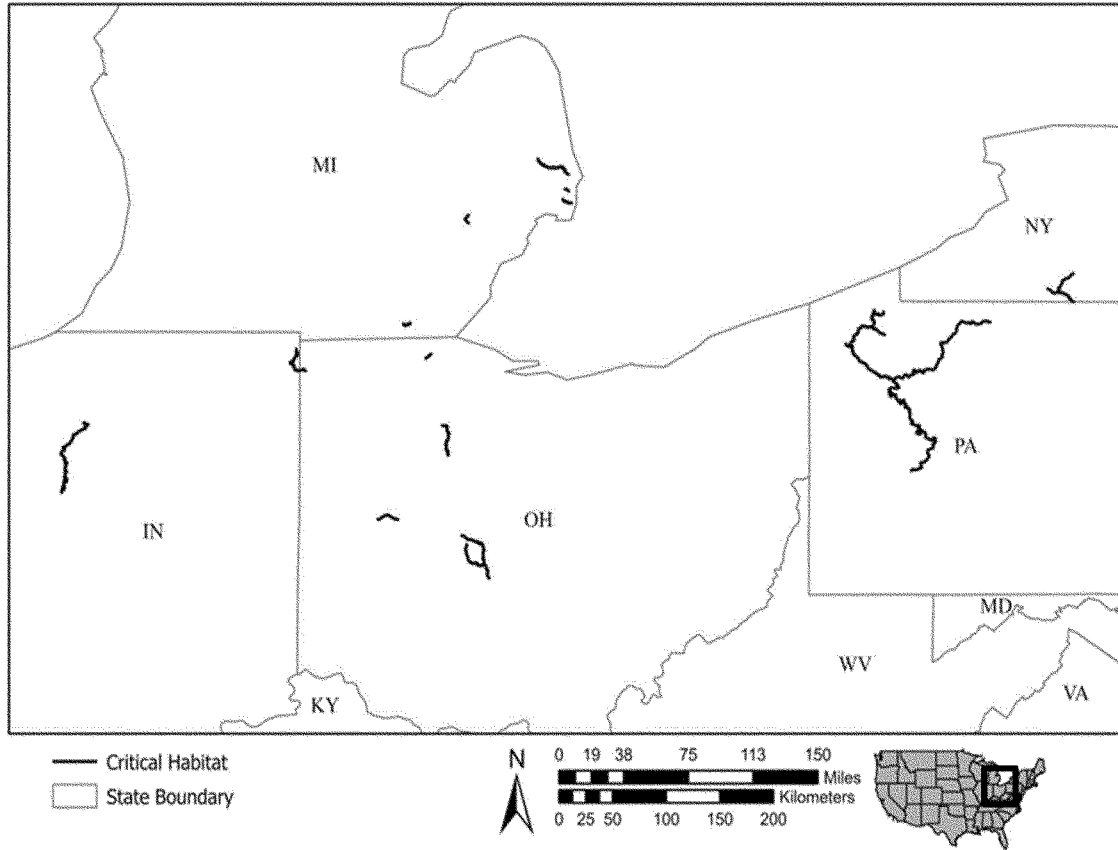 MI
NY
PA
IN
OH
MD
WV
KY
VA
Critical Habitat
State Boundary
N
0 19 38 75 113 150
Miles
Kilometers
0 25 50 100 150 200